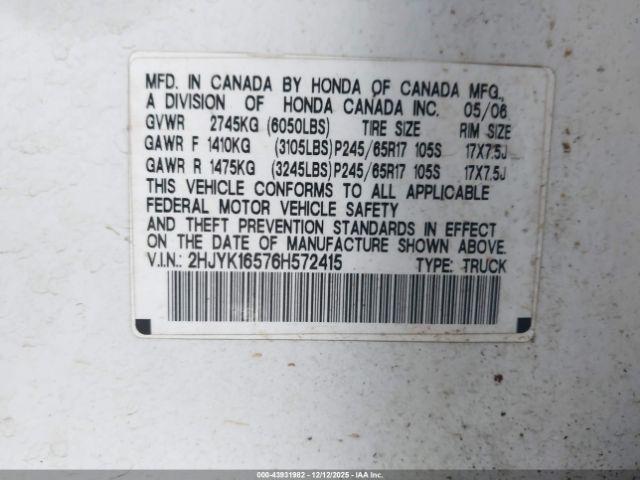 MFD. IN CANADA BY HONDA OF CANADA MFG.,
A DIVISION OF HONDA CANADA INC. 05/06
GVWR 2745KG (6050LBS) TIRE SIZE RIM SIZE
GAWR F 1410KG (3105LBS)P245/65R17 105S 17X7.5J
GAWR R 1475KG (3245LBS)P245/65R17 105S 17X7.5J
THIS VEHICLE CONFORMS TO ALL APPLICABLE
FEDERAL MOTOR VEHICLE SAFETY
AND THEFT PREVENTION STANDARDS IN EFFECT
ON THE DATE OF MANUFACTURE SHOWN ABOVE.
V.I.N.: 2HJYK16576H572415 TYPE: TRUCK
000-43931982 - 12/12/2025 - IAA Inc.